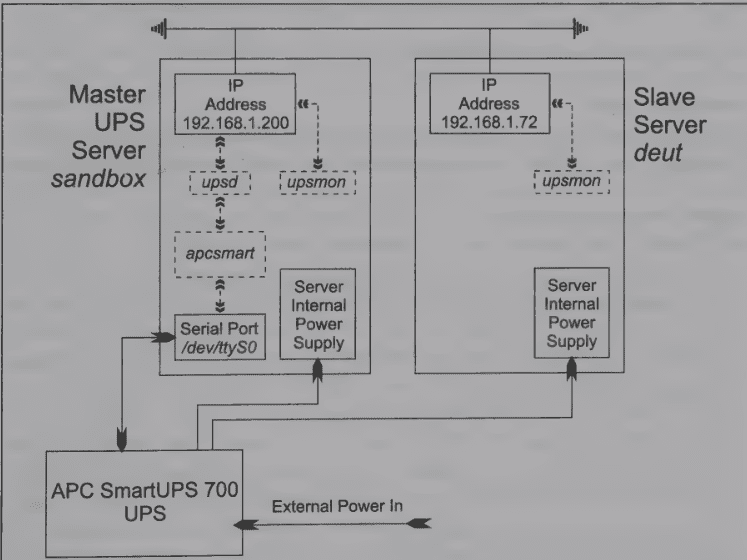 Master
UPS
Server
sandbox
IP
Address
192.168.1.200
upsd
upsmon
apcsmart
Serial Port
/dev/ttyS0
Server
Internal
Power
Supply
IP
Address
192.168.1.72
upsmon
Server
Internal
Power
Supply
Slave
Server
deut
APC SmartUPS 700
UPS
External Power In